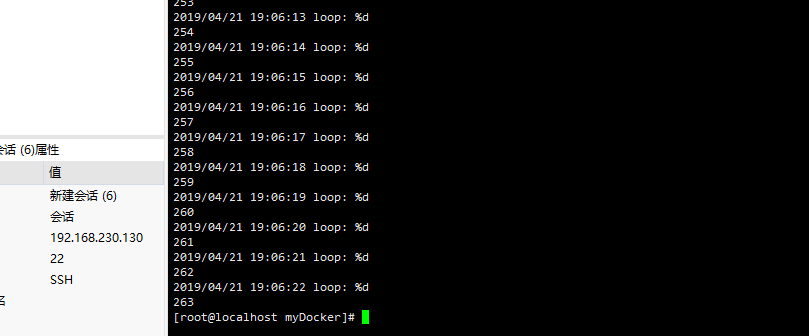 会话 (6)属性
值
新建会话 (6)
会话
192.168.230.130
22
SSH
名
253
2019/04/21 19:06:13 loop: %d
254
2019/04/21 19:06:14 loop: %d
255
2019/04/21 19:06:15 loop: %d
256
2019/04/21 19:06:16 loop: %d
257
2019/04/21 19:06:17 loop: %d
258
2019/04/21 19:06:18 loop: %d
259
2019/04/21 19:06:19 loop: %d
260
2019/04/21 19:06:20 loop: %d
261
2019/04/21 19:06:21 loop: %d
262
2019/04/21 19:06:22 loop: %d
263
[root@localhost myDocker]#